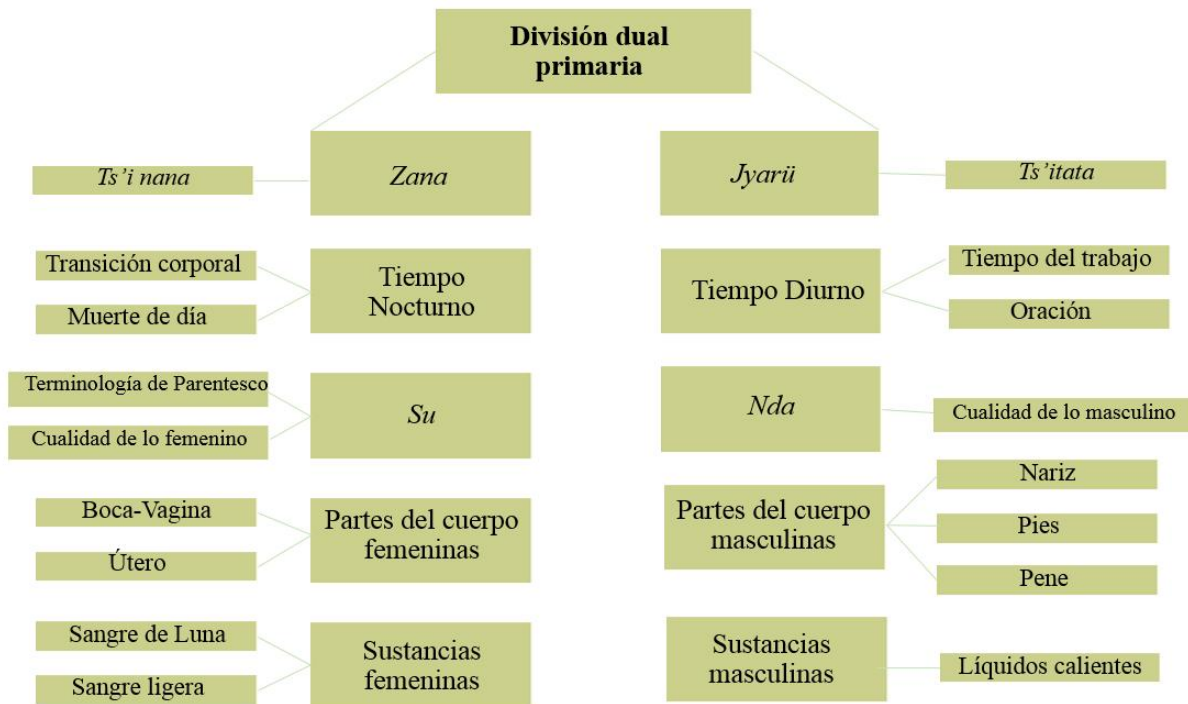 División dual
primaria
Ts'i nana
Zana
Jyarü
Ts'itata
Transición corporal
Muerte de día
Tiempo
Nocturno
Tiempo Diurno
Tiempo del trabajo
Oración
Terminología de Parentesco
Cualidad de lo femenino
Su
Nda
Cualidad de lo masculino
Boca-Vagina
Útero
Partes del cuerpo
femeninas
Partes del cuerpo
masculinas
Nariz
Pies
Pene
Sangre de Luna
Sangre ligera
Sustancias
femeninas
Sustancias
masculinas
Líquidos calientes